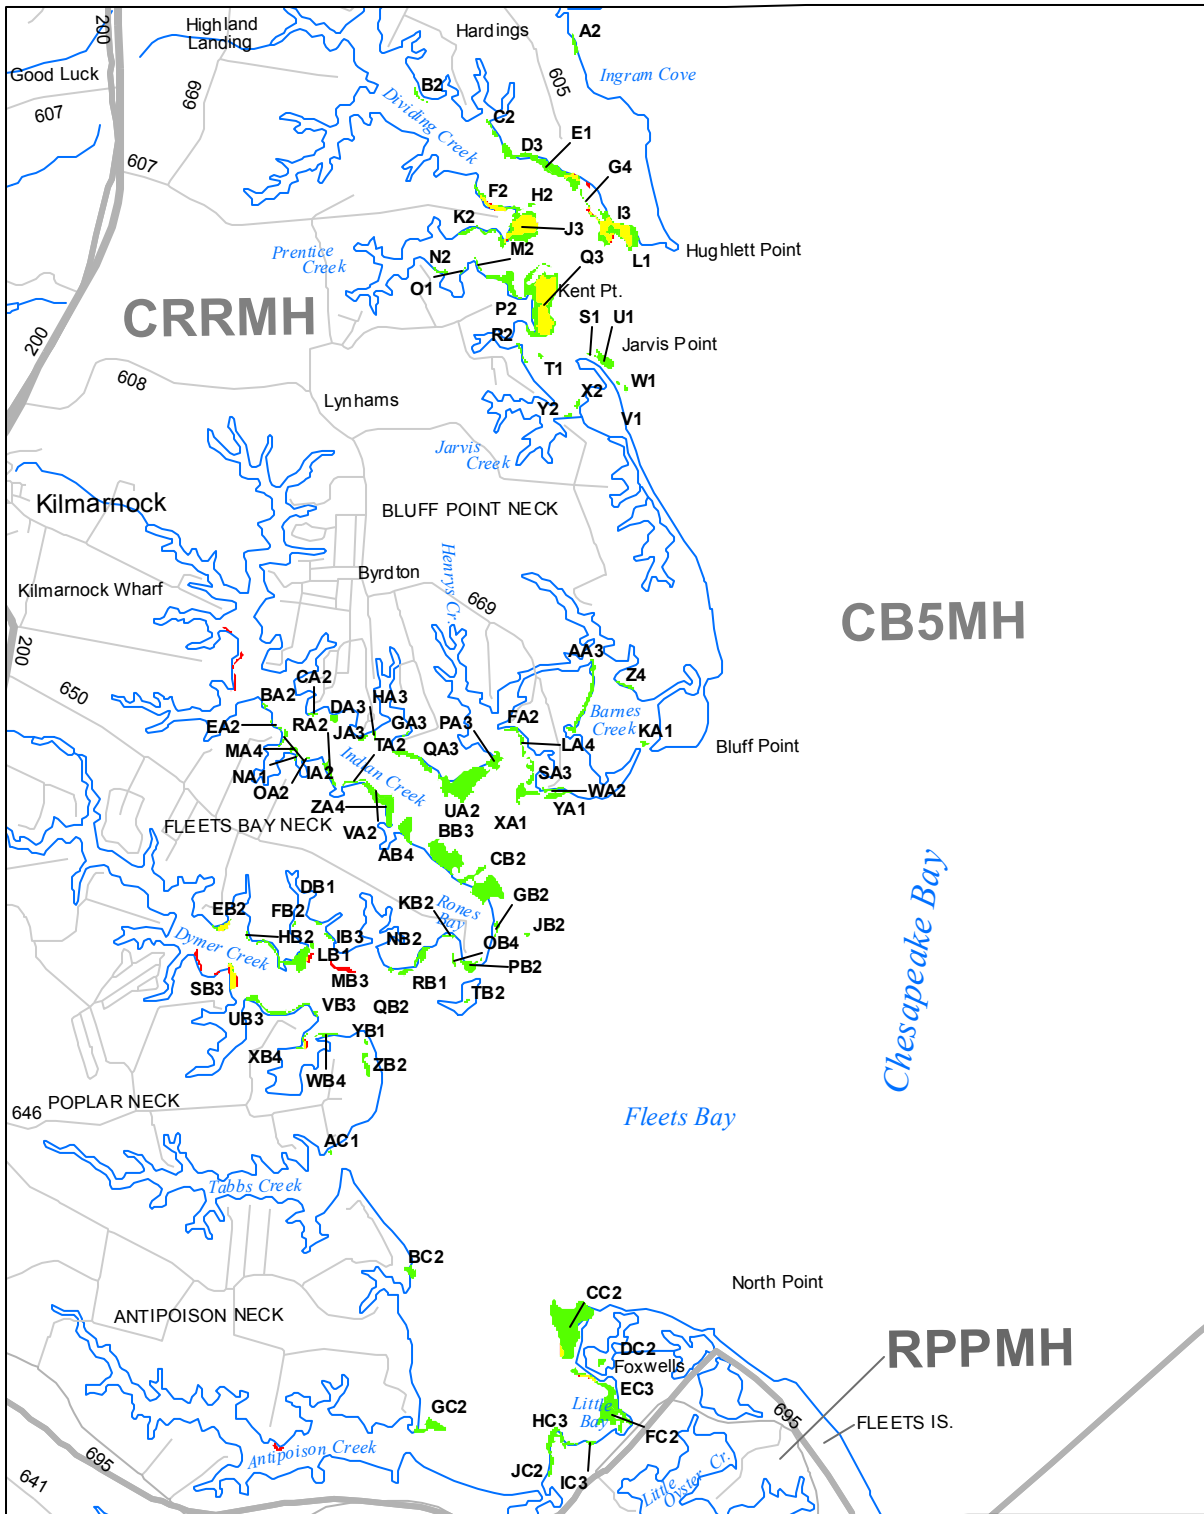 200
Highland
Landing
Hardings
A2
Good Luck
699
B2
605
Ingram Cove
607
C2
Dividing Creek
D3
E1
607
G4
F2
H2
I3
K2
J3
L1
Hughlett Point
Prentice
Creek
N2
M2
Q3
O1
Kent Pt.
CRRMH
P2
S1
U1
200
R2
Jarvis Point
T1
W1
608
X2
Lynhams
Y2
V1
Jarvis
Creek
Kilmarnock
BLUFF POINT NECK
Henrys Cr.
Byrdton
Kilmarnock Wharf
669
CB5MH
200
AA3
CA2
Z4
650
BA2
HA3
DA3
RA2
PA3
FA2
Barnes
Creek
EA2
JA3
GA3
KA1
Bluff Point
MA4
TA2
QA3
LA4
NA1
IA2
Indian Creek
SA3
OA2
WA2
ZA4
UA2
YA1
FLEETS BAY NECK
XA1
VA2
BB3
AB4
CB2
Chesapeake Bay
DB1
KB2
Rones
Bay
GB2
EB2
FB2
JB2
Dymer Creek
HB2
IB3
NB2
OB4
LB1
PB2
SB3
MB3
RB1
TB2
UB3
VB3
QB2
XB4
YB1
ZB2
WB4
646
POPLAR NECK
Fleets Bay
AC1
Tabbs Creek
BC2
North Point
CC2
ANTIPOISON NECK
RPPMH
DC2
Foxwells
EC3
Little
Bay
GC2
HC3
695
FLEETS IS.
FC2
Antipoison Creek
695
JC2
IC3
Little
Oyster Cr.
641